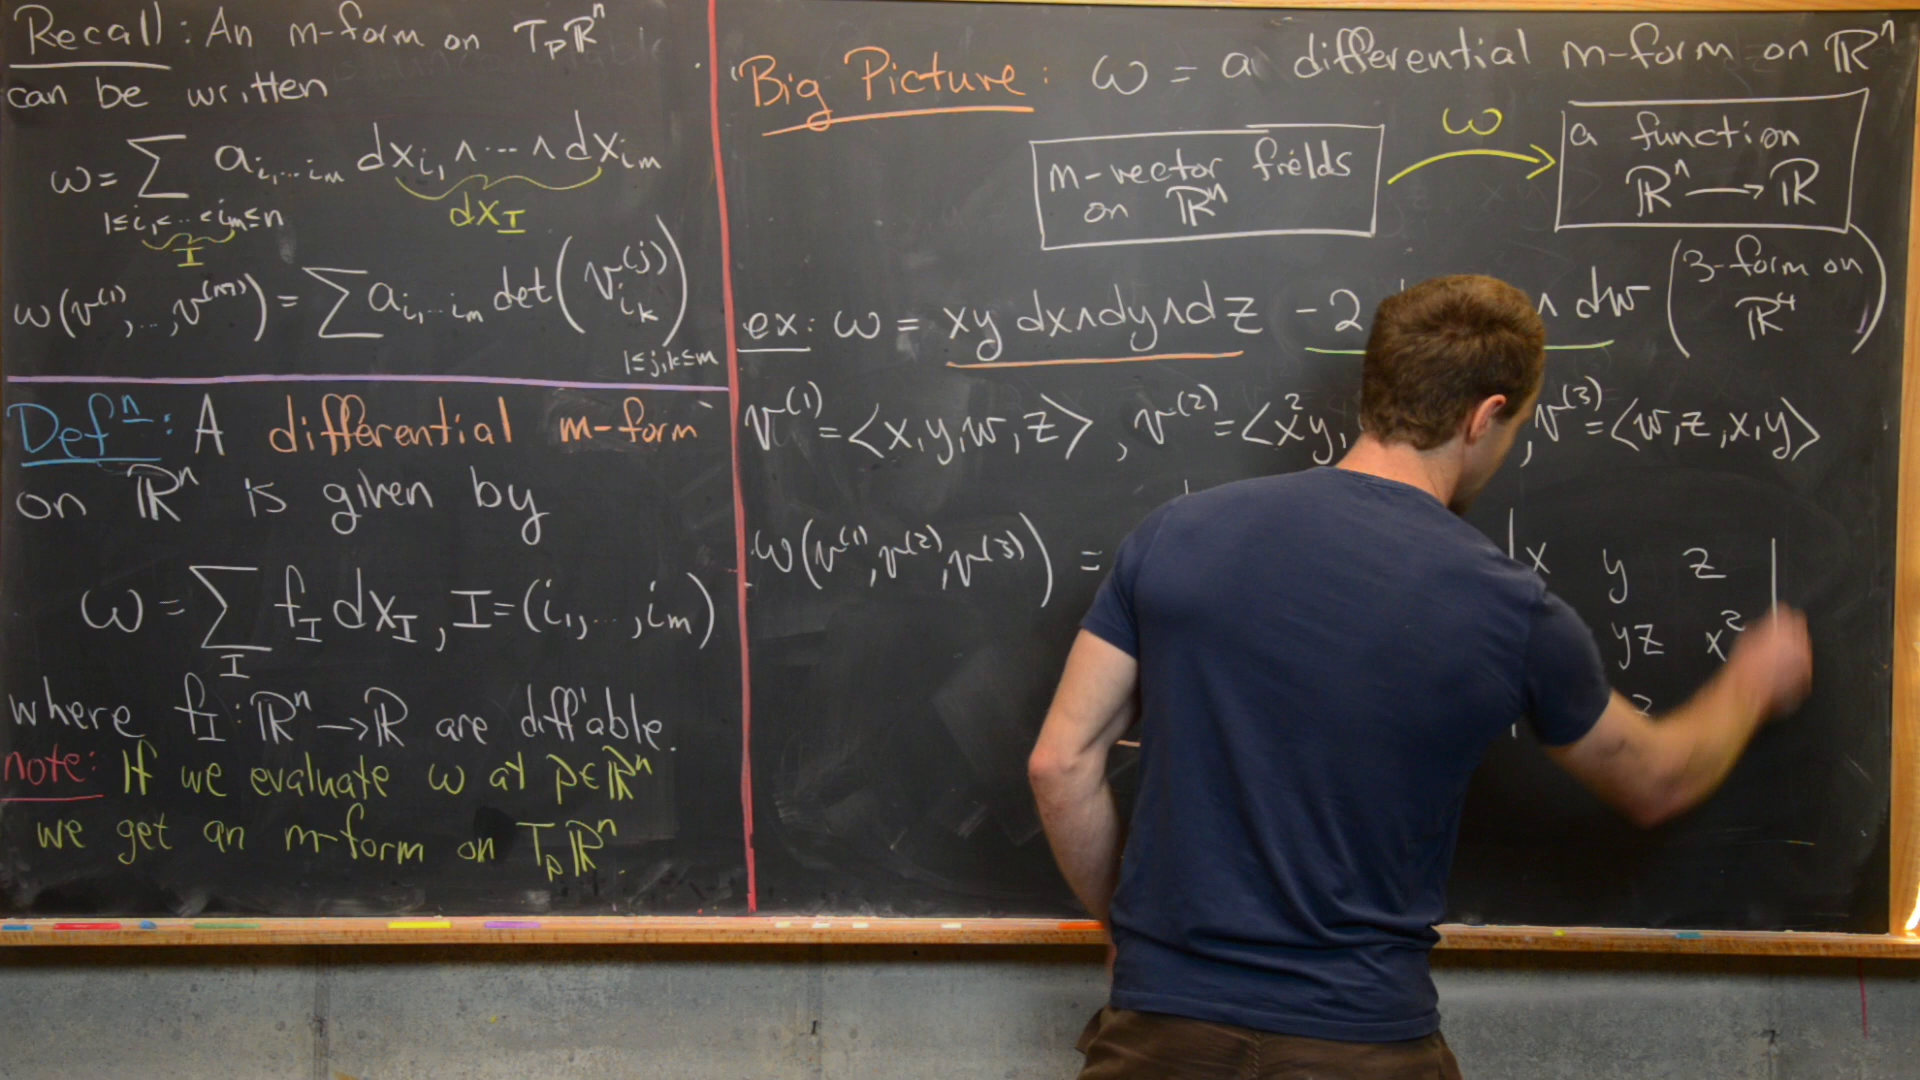 Recall: An m-form on Tₚℝⁿ
can be written
ω = ∑ a_{i₁…iₘ} dx_{i₁} ∧ ⋯ ∧ dx_{iₘ}
1≤i₁<⋯<iₘ≤n
dx_I
I
ω(v⁽¹⁾,…,v⁽ᵐ⁾) = ∑ a_{i₁…iₘ} det(v_{i_k}^{(j)})
1≤j,k≤m
Defⁿ: A differential m-form
on ℝⁿ is given by
ω = ∑_I f_I dx_I, I=(i₁,…,iₘ)
where f_I: ℝⁿ → ℝ are diff'able.
note: If we evaluate ω at p∈ℝⁿ
we get an m-form on Tₚℝⁿ.
"Big Picture: ω = a differential m-form on ℝⁿ
m-vector fields
on ℝⁿ
ω
a function
ℝⁿ → ℝ
ex: ω = xy dx∧dy∧dz -2 ∧ dw
(3-form on
ℝ⁴)
v⁽¹⁾ = <x,y,w,z>, v⁽²⁾ = <x²y, , v⁽³⁾ = <w,z,x,y>
ω(v⁽¹⁾,v⁽²⁾,v⁽³⁾) =
x y z
yz x²
z